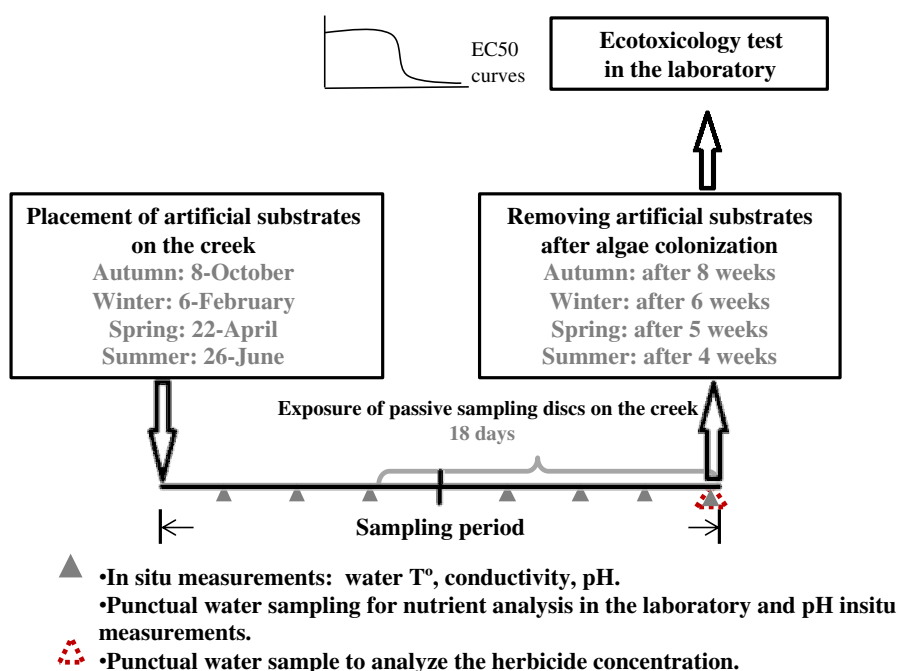 EC50
curves
Ecotoxicology test
in the laboratory
Placement of artificial substrates
on the creek
Autumn: 8-October
Winter: 6-February
Spring: 22-April
Summer: 26-June
Removing artificial substrates
after algae colonization
Autumn: after 8 weeks
Winter: after 6 weeks
Spring: after 5 weeks
Summer: after 4 weeks
Exposure of passive sampling discs on the creek
18 days
Sampling period
•In situ measurements:  water Tº, conductivity, pH.
•Punctual water sampling for nutrient analysis in the laboratory and pH insitu
measurements.
•Punctual water sample to analyze the herbicide concentration.